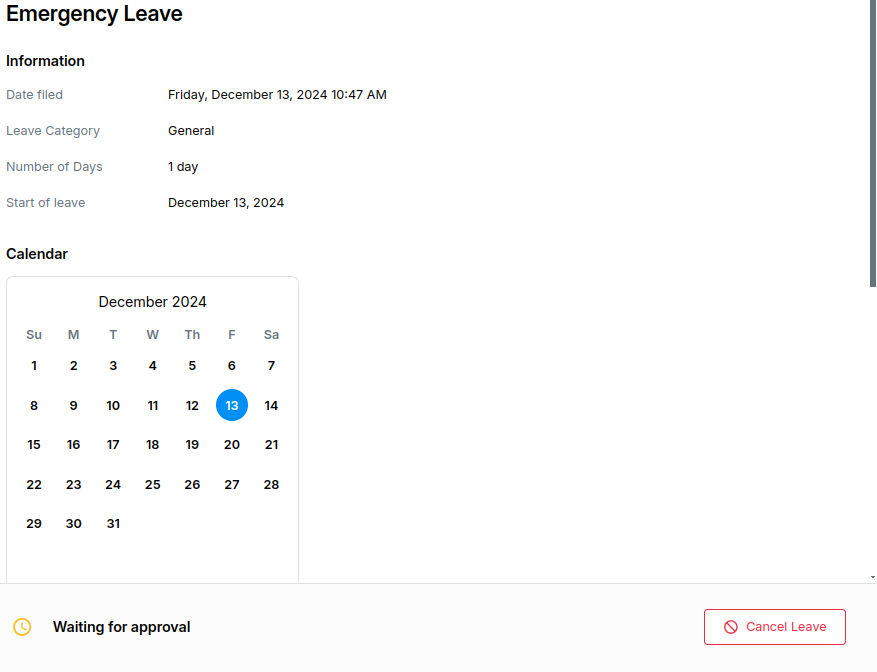 Emergency Leave
Information
Date filed Friday, December 13, 2024 10:47 AM
Leave Category General
Number of Days 1 day
Start of leave December 13, 2024
Calendar
December 2024
Su M T W Th F Sa
1 2 3 4 5 6 7
8 9 10 11 12 13 14
15 16 17 18 19 20 21
22 23 24 25 26 27 28
29 30 31
Waiting for approval Cancel Leave